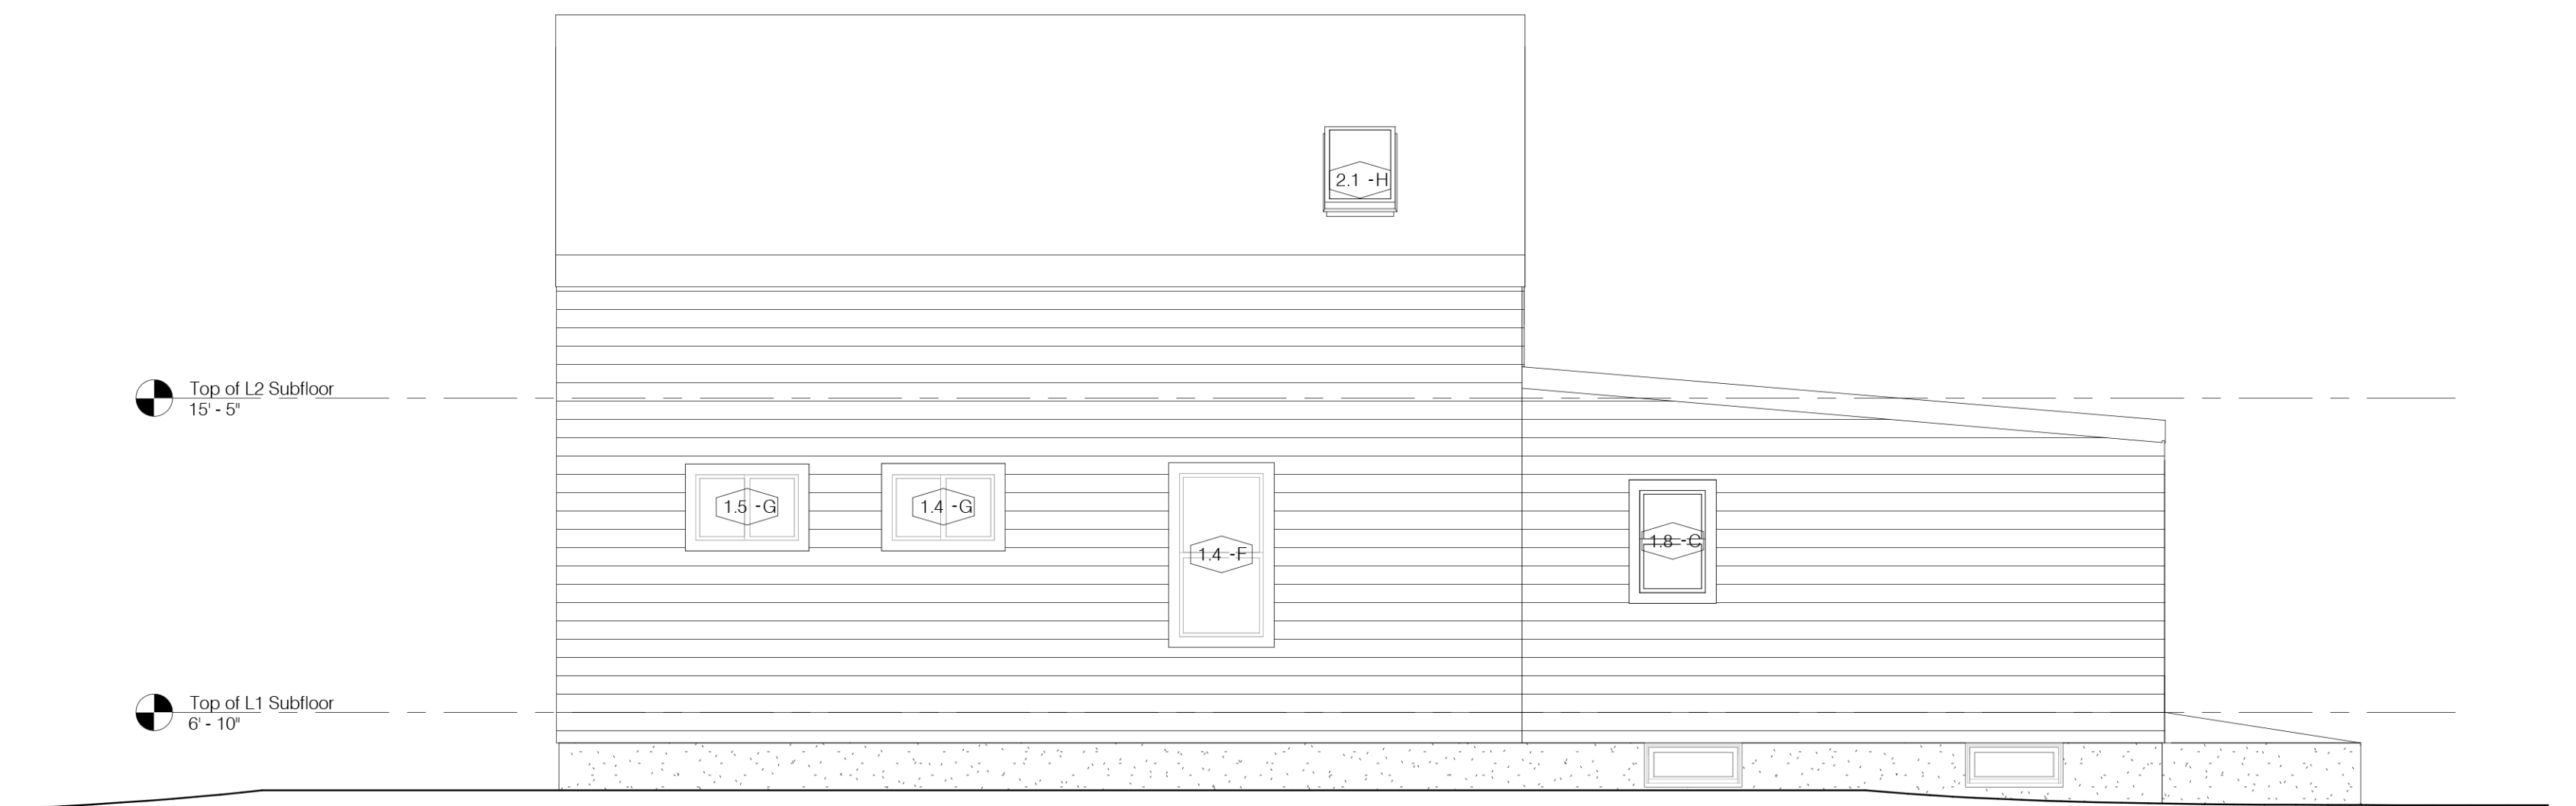 2.1 -H
Top of L2 Subfloor
15' - 5"
1.5 -G
1.4 -G
1.4 -F
1.8 -C
Top of L1 Subfloor
6' - 10"